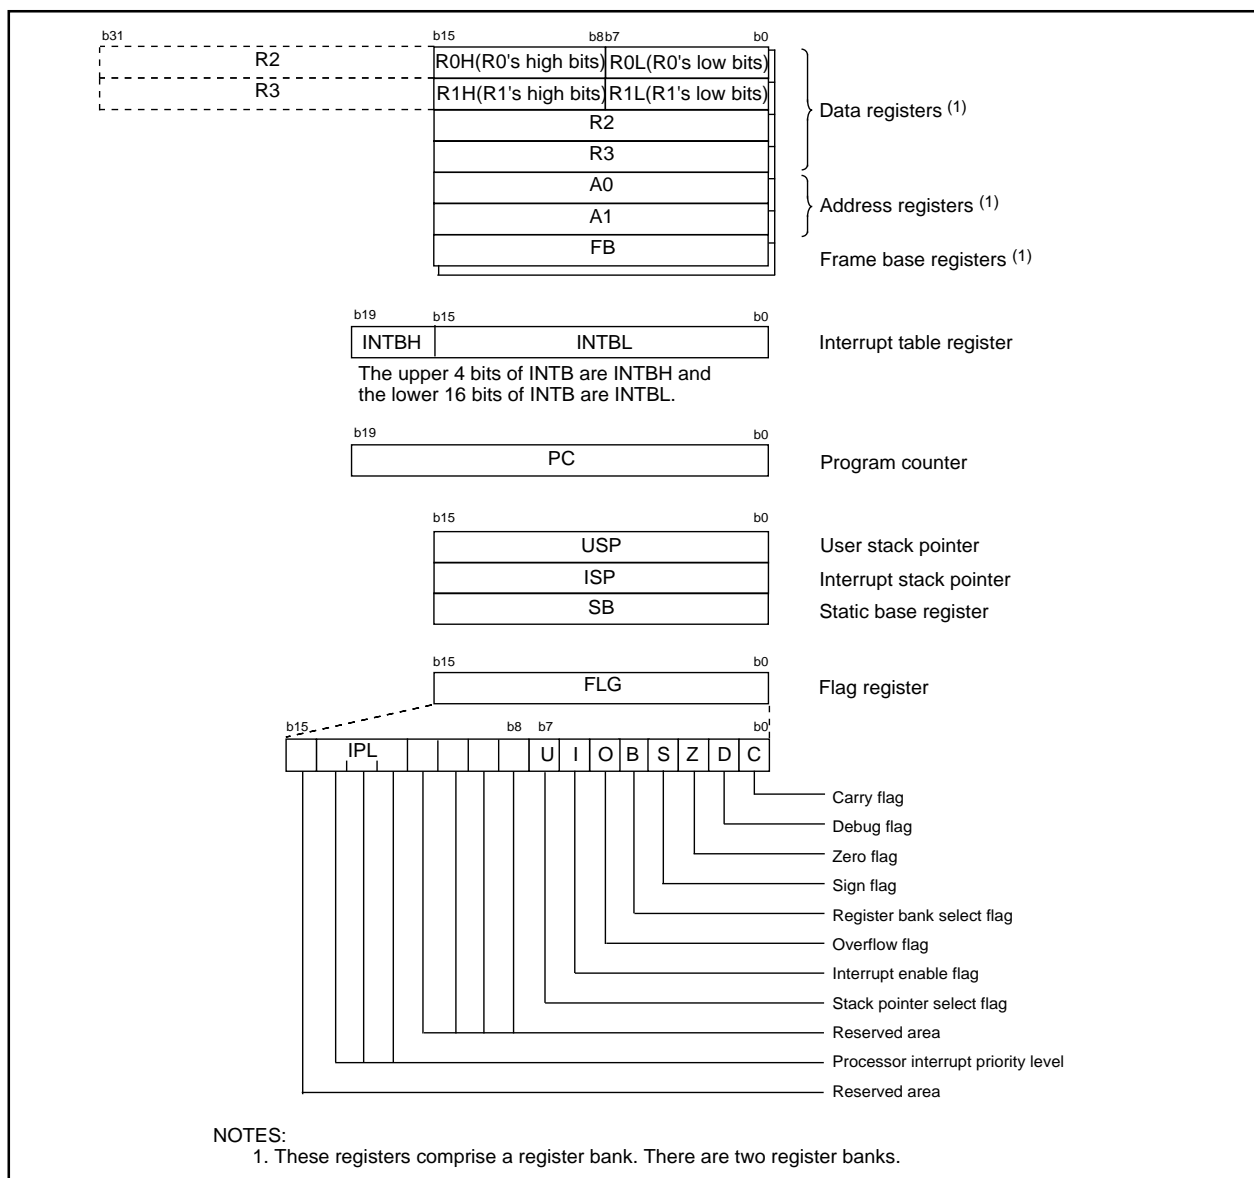 b31 b15 b8 b7 b0
R2 R0H(R0's high bits) R0L(R0's low bits)
R3 R1H(R1's high bits) R1L(R1's low bits)
R2
R3
Data registers (1)
A0
A1
Address registers (1)
FB
Frame base registers (1)
b19 b15 b0
INTBH INTBL Interrupt table register
The upper 4 bits of INTB are INTBH and
the lower 16 bits of INTB are INTBL.
b19 b0
PC Program counter
b15 b0
USP User stack pointer
ISP Interrupt stack pointer
SB Static base register
b15 b0
FLG Flag register
b15 b8 b7 b0
IPL U I O B S Z D C
Carry flag
Debug flag
Zero flag
Sign flag
Register bank select flag
Overflow flag
Interrupt enable flag
Stack pointer select flag
Reserved area
Processor interrupt priority level
Reserved area
NOTES:
1. These registers comprise a register bank. There are two register banks.